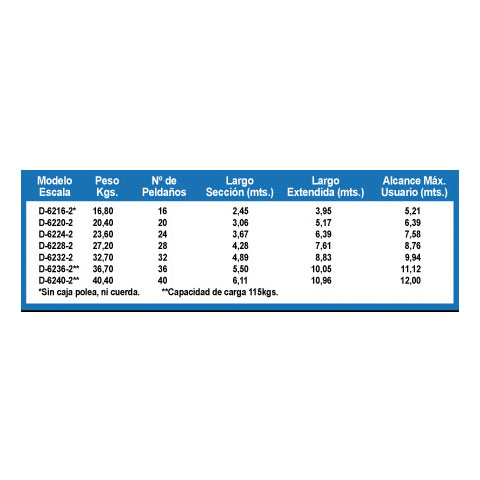 Modelo Peso Nº de Largo Largo Alcance Máx.
Escala Kgs. Peldaños Sección (mts.) Extendida (mts.) Usuario (mts.)
D-6216-2* 16,80 16 2,45 3,95 5,21
D-6220-2 20,40 20 3,06 5,17 6,39
D-6224-2 23,60 24 3,67 6,39 7,58
D-6228-2 27,20 28 4,28 7,61 8,76
D-6232-2 32,70 32 4,89 8,83 9,94
D-6236-2** 36,70 36 5,50 10,05 11,12
D-6240-2** 40,40 40 6,11 10,96 12,00
*Sin caja polea, ni cuerda. **Capacidad de carga 115kgs.